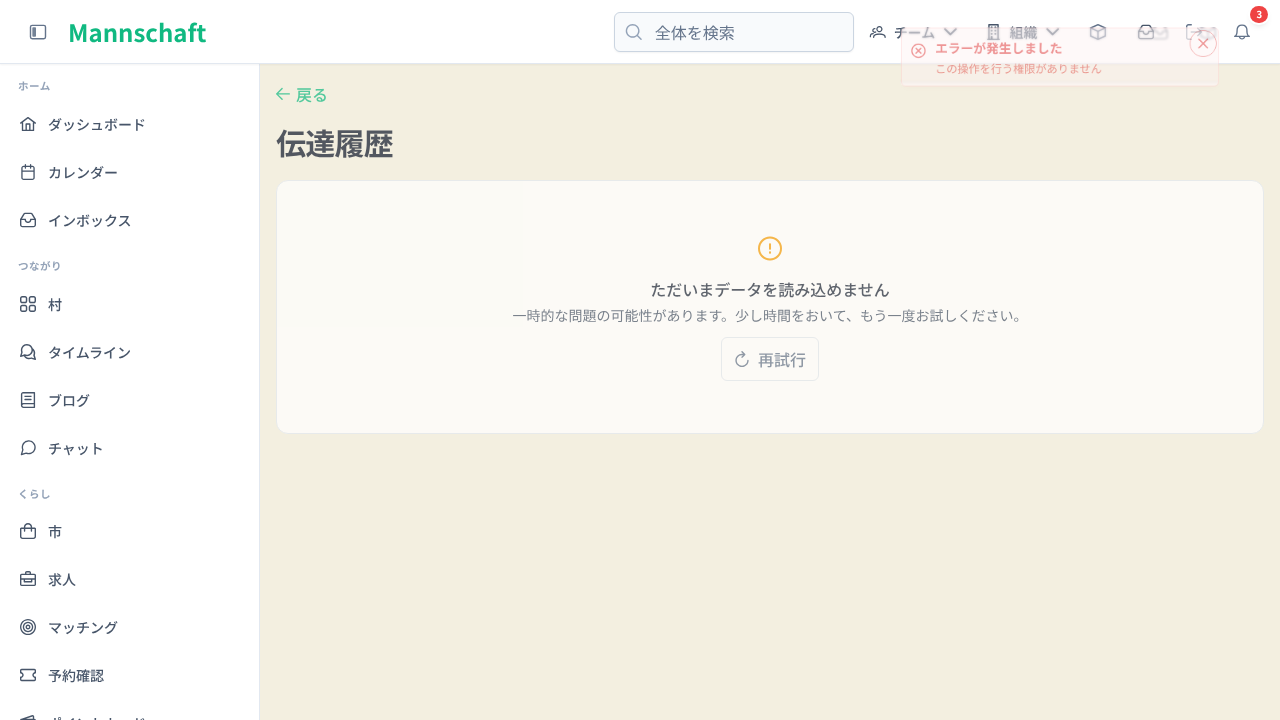 Mannschaft
全体を検索
チーム
組織
3
エラーが発生しました
この操作を行う権限がありません
ホーム
ダッシュボード
カレンダー
インボックス
つながり
村
タイムライン
ブログ
チャット
くらし
市
求人
マッチング
予約確認
戻る
伝達履歴
ただいまデータを読み込めません
一時的な問題の可能性があります。少し時間をおいて、もう一度お試しください。
再試行